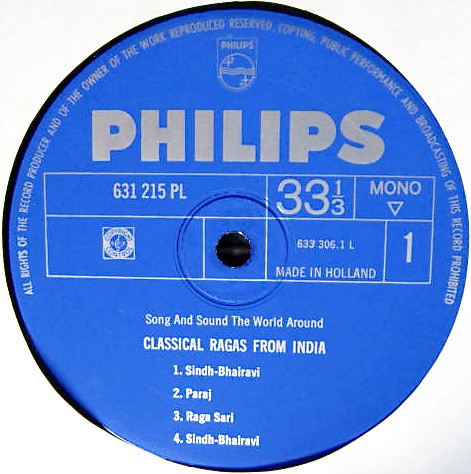 ALL RIGHTS OF THE RECORD PRODUCER AND OF THE OWNER OF THE WORK REPRODUCED RESERVED. COPYING, PUBLIC PERFORMANCE AND BROADCASTING OF THIS RECORD PROHIBITED
PHILIPS
PHILIPS
631 215 PL
33 1/3
MONO
633 306.1 L
1
MADE IN HOLLAND
Song And Sound The World Around
CLASSICAL RAGAS FROM INDIA
1. Sindh-Bhairavi
2. Paraj
3. Raga Sari
4. Sindh-Bhairavi